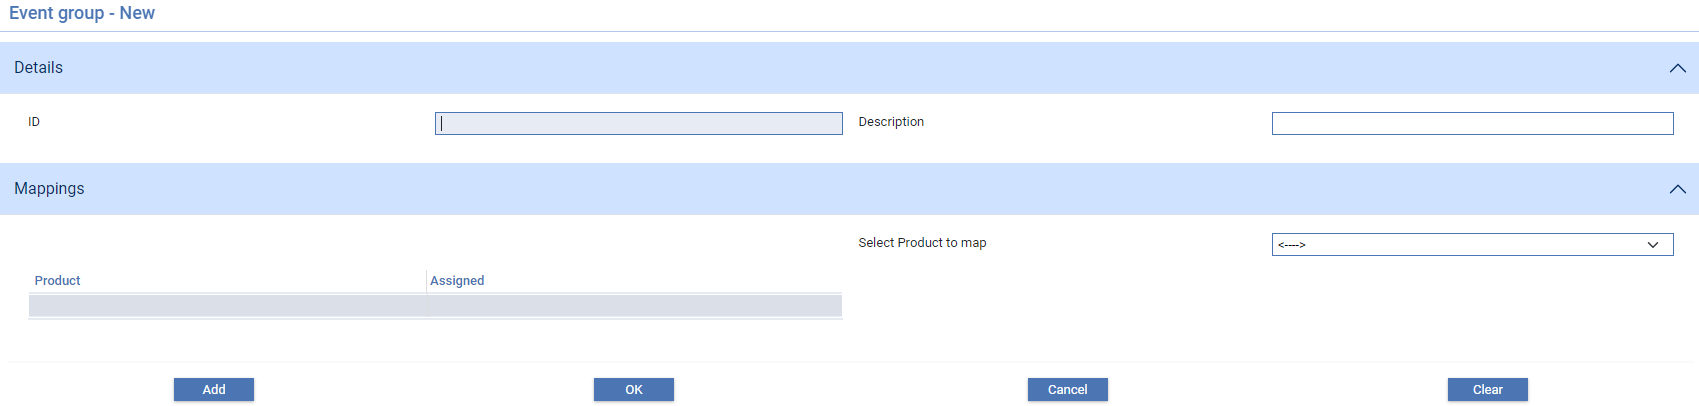 Event group - New
Details
ID
Description
Mappings
Select Product to map
<---->
Product Assigned
Add OK Cancel Clear